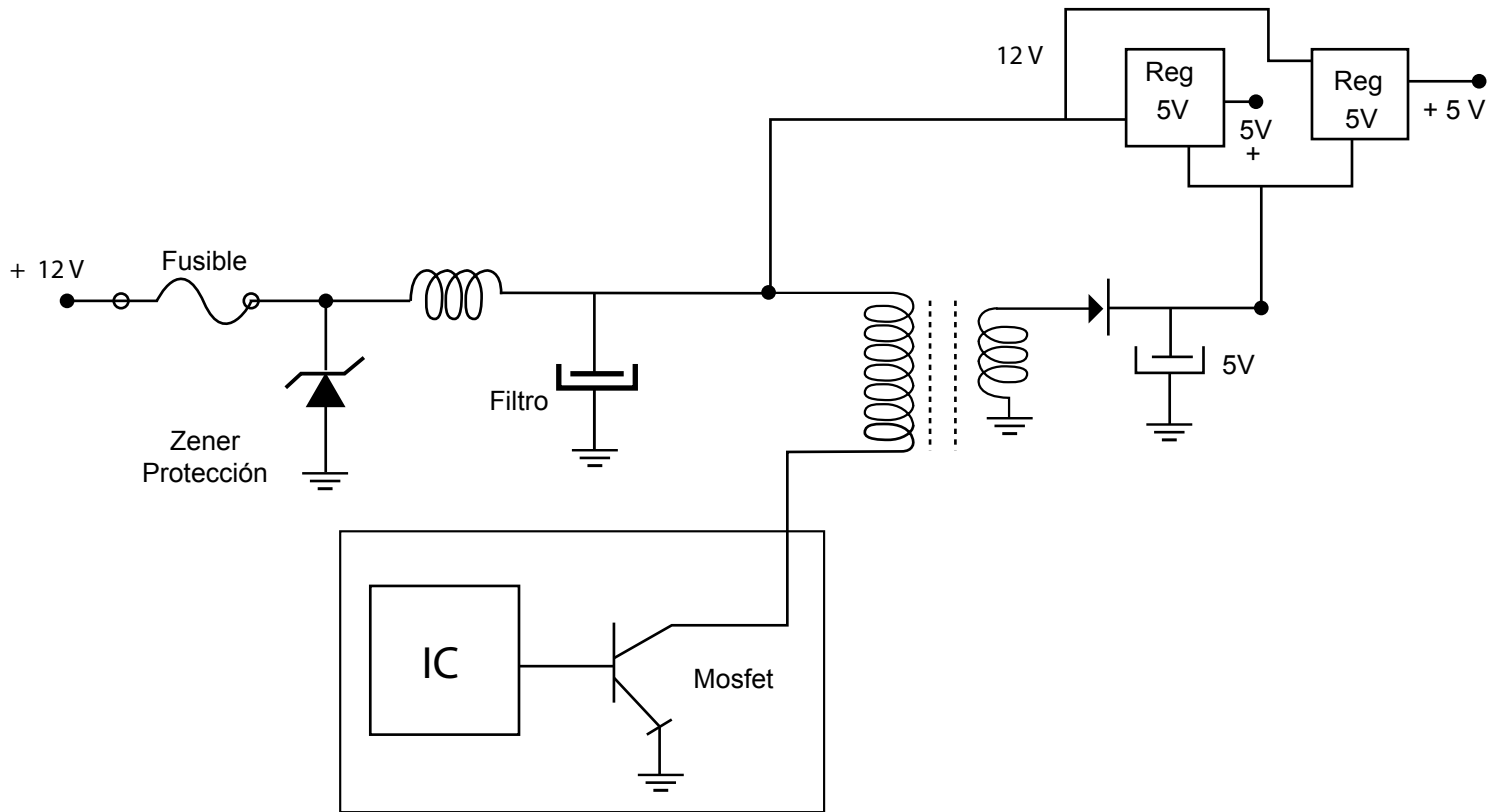 12 V
Reg
5V
5V
+
Reg
5V
+ 5 V
+ 12 V
Fusible
Zener
Protección
Filtro
5V
IC
Mosfet